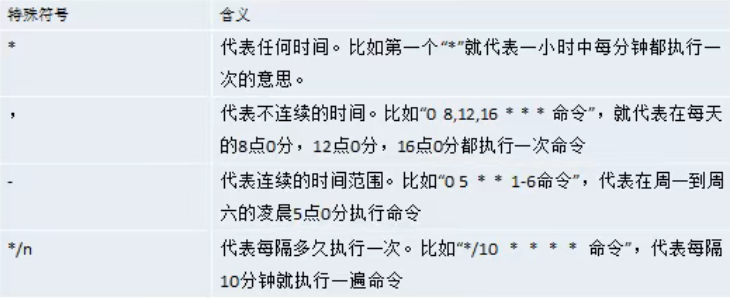 特殊符号 含义
* 代表任何时间。比如第一个“*”就代表一小时中每分钟都执行一
次的意思。
， 代表不连续的时间。比如“0 8,12,16 * * * 命令”，就代表在每天
的8点0分，12点0分，16点0分都执行一次命令
- 代表连续的时间范围。比如“0 5 * * 1-6命令”，代表在周一到周
六的凌晨5点0分执行命令
*/n 代表每隔多久执行一次。比如“*/10 * * * * 命令”，代表每隔
10分钟就执行一遍命令